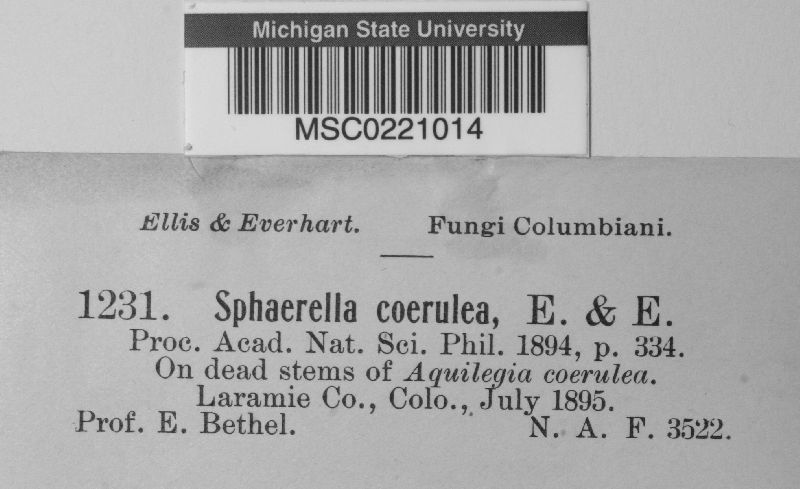 Michigan State University
MSC0221014
Ellis & Everhart. Fungi Columbiani.
1231. Sphaerella coerulea, E. & E.
Proc. Acad. Nat. Sci. Phil. 1894, p. 334.
On dead stems of Aquilegia coerulea.
Laramie Co., Colo., July 1895.
Prof. E. Bethel. N. A. F. 3522.